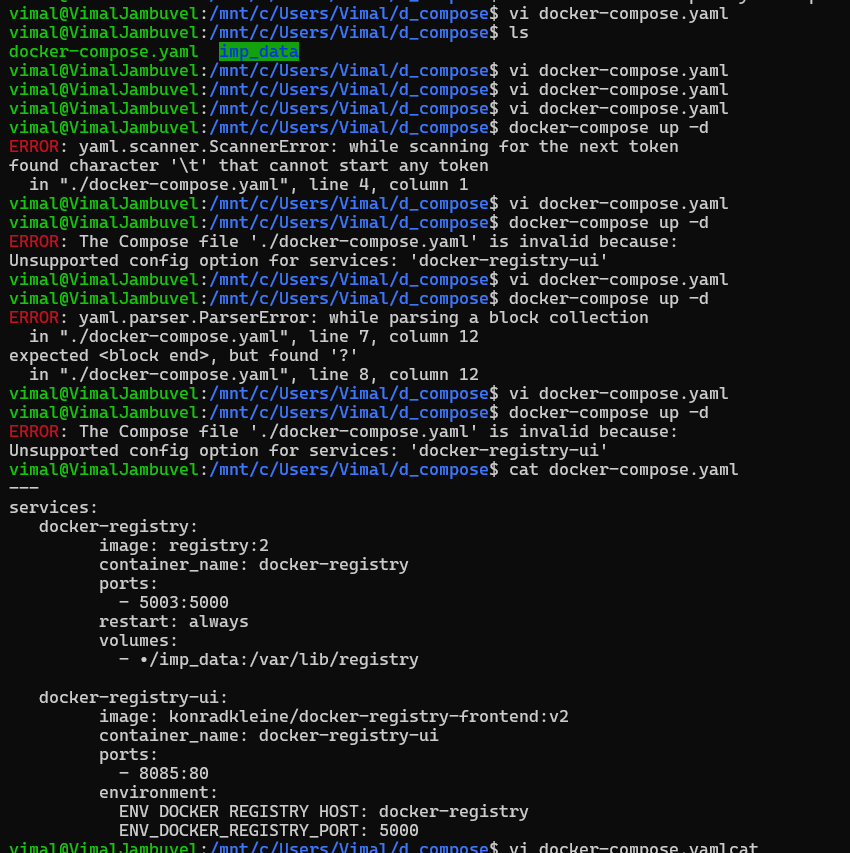 vimal@VimalJambuvel:/mnt/c/Users/Vimal/d_compose$ vi docker-compose.yaml
vimal@VimalJambuvel:/mnt/c/Users/Vimal/d_compose$ ls
docker-compose.yaml  imp_data
vimal@VimalJambuvel:/mnt/c/Users/Vimal/d_compose$ vi docker-compose.yaml
vimal@VimalJambuvel:/mnt/c/Users/Vimal/d_compose$ vi docker-compose.yaml
vimal@VimalJambuvel:/mnt/c/Users/Vimal/d_compose$ vi docker-compose.yaml
vimal@VimalJambuvel:/mnt/c/Users/Vimal/d_compose$ docker-compose up -d
ERROR: yaml.scanner.ScannerError: while scanning for the next token
found character '\t' that cannot start any token
  in "./docker-compose.yaml", line 4, column 1
vimal@VimalJambuvel:/mnt/c/Users/Vimal/d_compose$ vi docker-compose.yaml
vimal@VimalJambuvel:/mnt/c/Users/Vimal/d_compose$ docker-compose up -d
ERROR: The Compose file './docker-compose.yaml' is invalid because:
Unsupported config option for services: 'docker-registry-ui'
vimal@VimalJambuvel:/mnt/c/Users/Vimal/d_compose$ vi docker-compose.yaml
vimal@VimalJambuvel:/mnt/c/Users/Vimal/d_compose$ docker-compose up -d
ERROR: yaml.parser.ParserError: while parsing a block collection
  in "./docker-compose.yaml", line 7, column 12
expected <block end>, but found '?'
  in "./docker-compose.yaml", line 8, column 12
vimal@VimalJambuvel:/mnt/c/Users/Vimal/d_compose$ vi docker-compose.yaml
vimal@VimalJambuvel:/mnt/c/Users/Vimal/d_compose$ docker-compose up -d
ERROR: The Compose file './docker-compose.yaml' is invalid because:
Unsupported config option for services: 'docker-registry-ui'
vimal@VimalJambuvel:/mnt/c/Users/Vimal/d_compose$ cat docker-compose.yaml
---
services:
   docker-registry:
         image: registry:2
         container_name: docker-registry
         ports:
           - 5003:5000
         restart: always
         volumes:
           - •/imp_data:/var/lib/registry

   docker-registry-ui:
         image: konradkleine/docker-registry-frontend:v2
         container_name: docker-registry-ui
         ports:
           - 8085:80
         environment:
           ENV DOCKER REGISTRY HOST: docker-registry
           ENV_DOCKER_REGISTRY_PORT: 5000
vimal@VimalJambuvel:/mnt/c/Users/Vimal/d_compose$ vi docker-compose.yamlcat